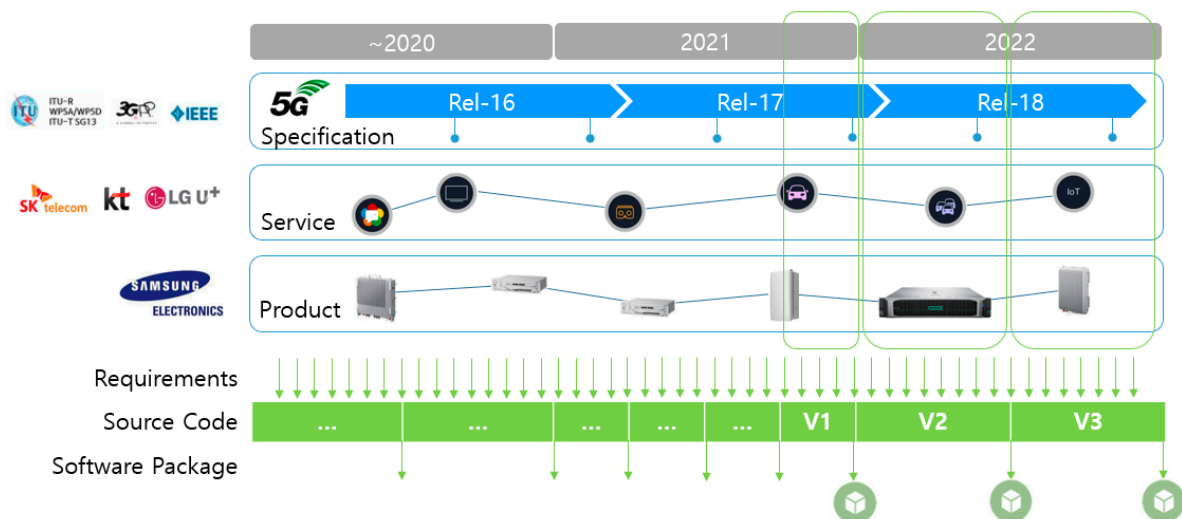 ~2020
2021
2022
ITU
ITU-R
WP5A/WP5D
ITU-T SG13
3GPP
IEEE
5G
Rel-16
Rel-17
Rel-18
Specification
SK telecom
kt
LG U+
Service
IoT
SAMSUNG
ELECTRONICS
Product
Requirements
Source Code
...
...
...
...
...
V1
V2
V3
Software Package